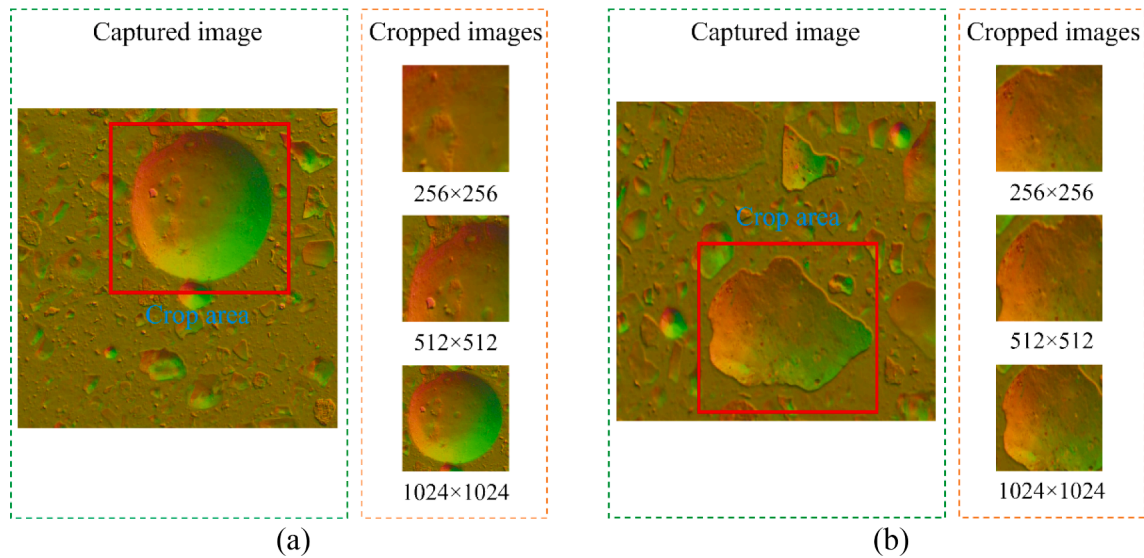 Captured image
Cropped images
256×256
512×512
Crop area
1024×1024
(a)
Captured image
Cropped images
256×256
Crop area
512×512
1024×1024
(b)